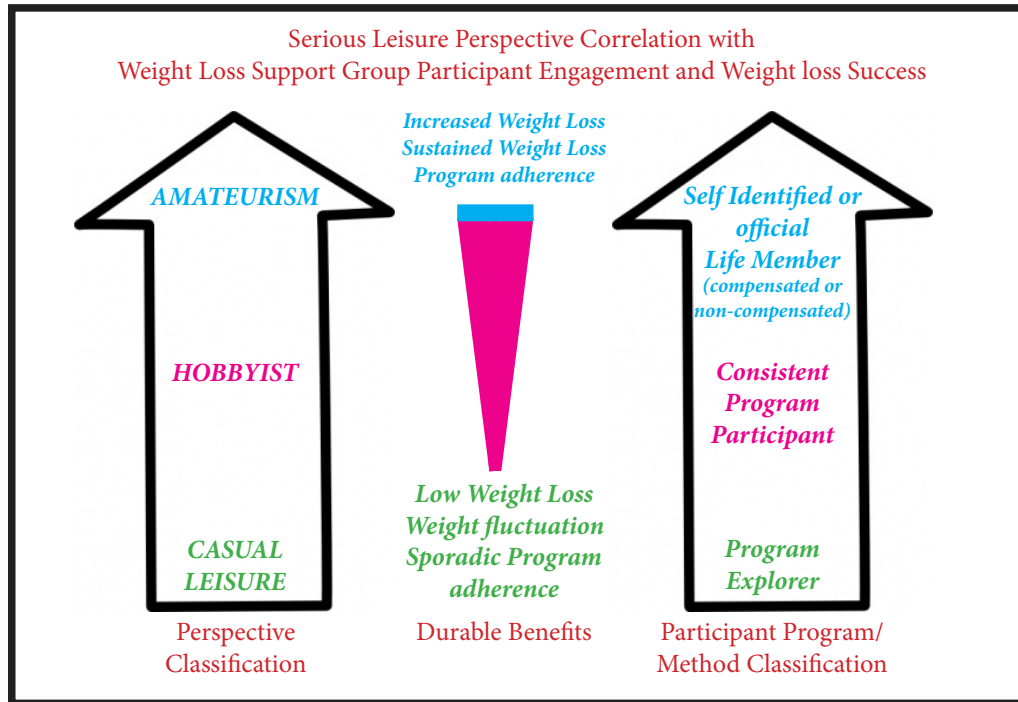 Serious Leisure Perspective Correlation with
Weight Loss Support Group Participant Engagement and Weight loss Success
AMATEURISM
HOBBYIST
CASUAL
LEISURE
Perspective
Classification
Increased Weight Loss
Sustained Weight Loss
Program adherence
Low Weight Loss
Weight fluctuation
Sporadic Program
adherence
Durable Benefits
Self Identified or
official
Life Member
(compensated or
non-compensated)
Consistent
Program
Participant
Program
Explorer
Participant Program/
Method Classification